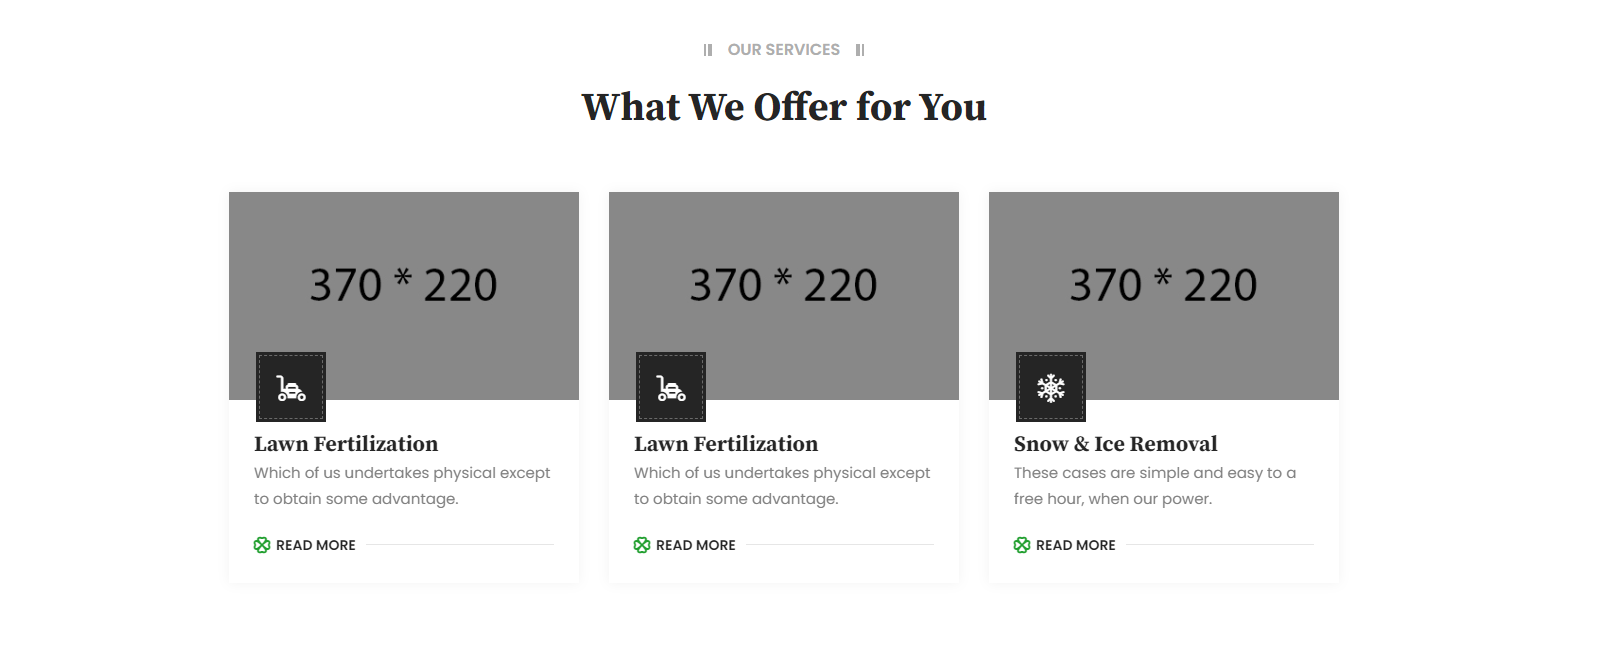 OUR SERVICES
What We Offer for You
370 * 220
370 * 220
370 * 220
Lawn Fertilization
Which of us undertakes physical except
to obtain some advantage.
READ MORE
Lawn Fertilization
Which of us undertakes physical except
to obtain some advantage.
READ MORE
Snow & Ice Removal
These cases are simple and easy to a
free hour, when our power.
READ MORE